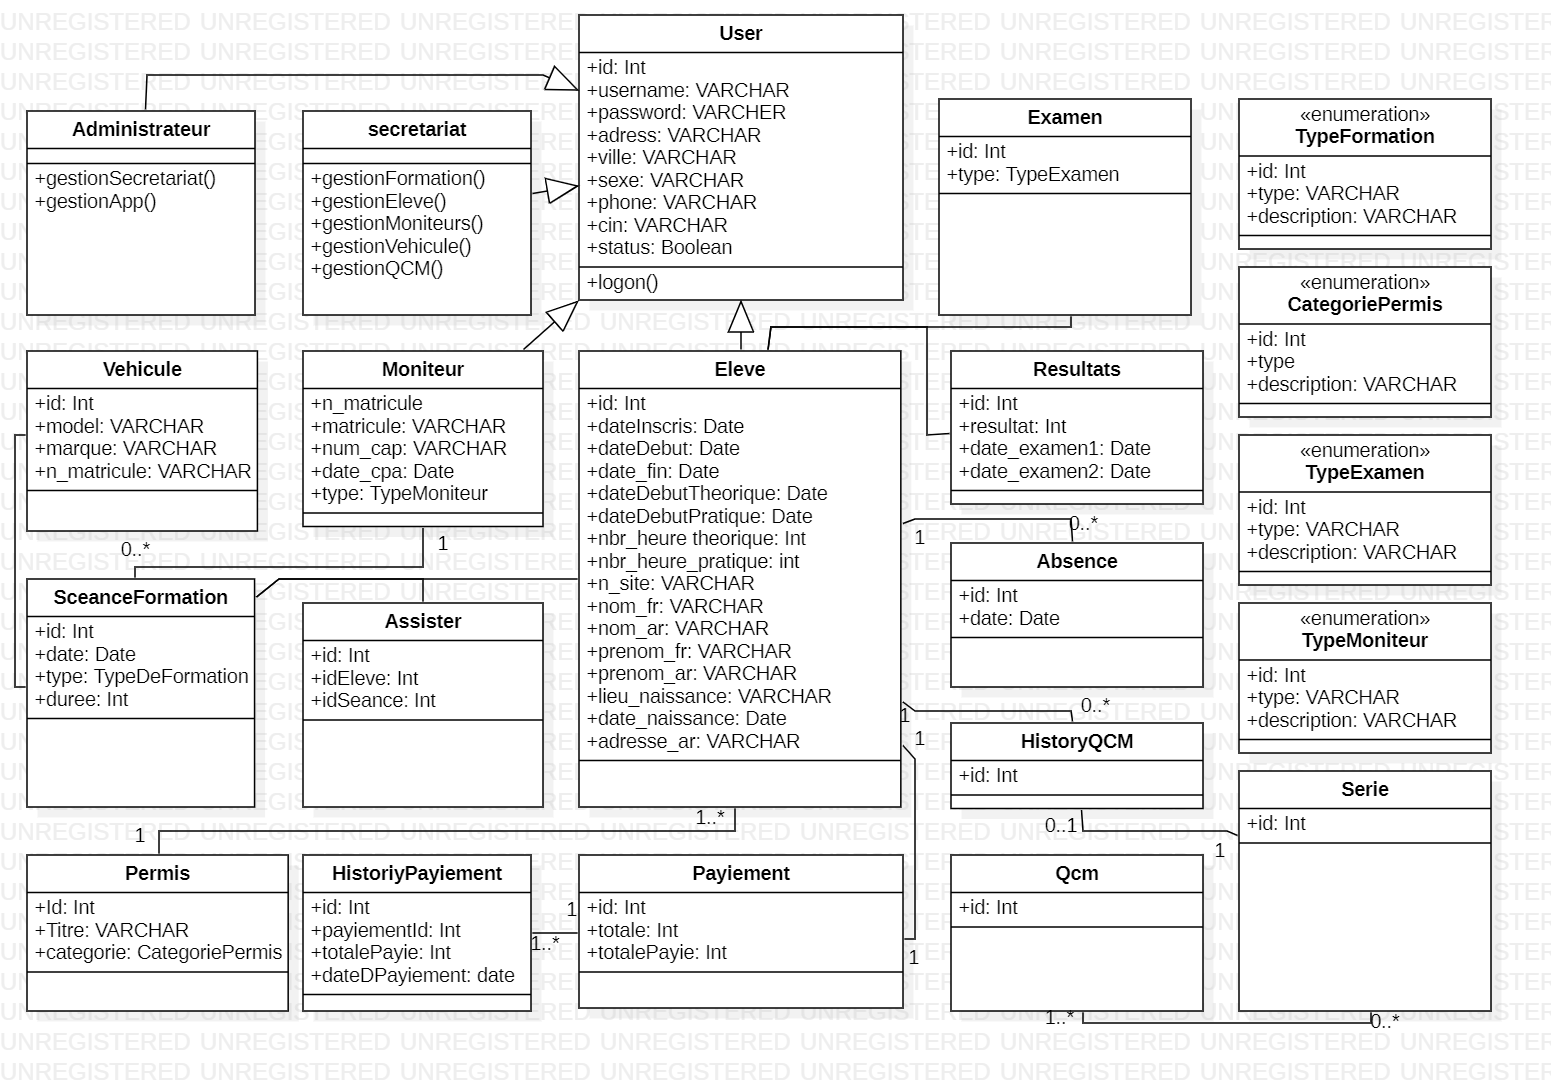 User
+id: Int
+username: VARCHAR
+password: VARCHER
+adress: VARCHAR
+ville: VARCHAR
+sexe: VARCHAR
+phone: VARCHAR
+cin: VARCHAR
+status: Boolean
+logon()
Administrateur
+gestionSecretariat()
+gestionApp()
secretariat
+gestionFormation()
+gestionEleve()
+gestionMoniteurs()
+gestionVehicule()
+gestionQCM()
Examen
+id: Int
+type: TypeExamen
«enumeration»
TypeFormation
+id: Int
+type: VARCHAR
+description: VARCHAR
«enumeration»
CategoriePermis
+id: Int
+type
+description: VARCHAR
Vehicule
+id: Int
+model: VARCHAR
+marque: VARCHAR
+n_matricule: VARCHAR
0..*
Moniteur
+n_matricule
+matricule: VARCHAR
+num_cap: VARCHAR
+date_cpa: Date
+type: TypeMoniteur
1
Eleve
+id: Int
+dateInscris: Date
+dateDebut: Date
+date_fin: Date
+dateDebutTheorique: Date
+dateDebutPratique: Date
+nbr_heure theorique: Int
+nbr_heure_pratique: int
+n_site: VARCHAR
+nom_fr: VARCHAR
+nom_ar: VARCHAR
+prenom_fr: VARCHAR
+prenom_ar: VARCHAR
+lieu_naissance: VARCHAR
+date_naissance: Date
+adresse_ar: VARCHAR
Resultats
+id: Int
+resultat: Int
+date_examen1: Date
+date_examen2: Date
«enumeration»
TypeExamen
+id: Int
+type: VARCHAR
+description: VARCHAR
1
0..*
Absence
+id: Int
+date: Date
«enumeration»
TypeMoniteur
+id: Int
+type: VARCHAR
+description: VARCHAR
SceanceFormation
+id: Int
+date: Date
+type: TypeDeFormation
+duree: Int
Assister
+id: Int
+idEleve: Int
+idSeance: Int
1
0..*
1
HistoryQCM
+id: Int
0..1
1
Serie
+id: Int
1
1..*
Permis
+Id: Int
+Titre: VARCHAR
+categorie: CategoriePermis
HistoriyPayiement
+id: Int
+payiementId: Int
+totalePayie: Int
+dateDPayiement: date
1
1..*
Payiement
+id: Int
+totale: Int
+totalePayie: Int
1
Qcm
+id: Int
1..*
0..*
UNREGISTERED UNREGISTERED UNREGISTERED UNREGISTERED UNREGISTERED UNREGISTERED UNREGISTERED